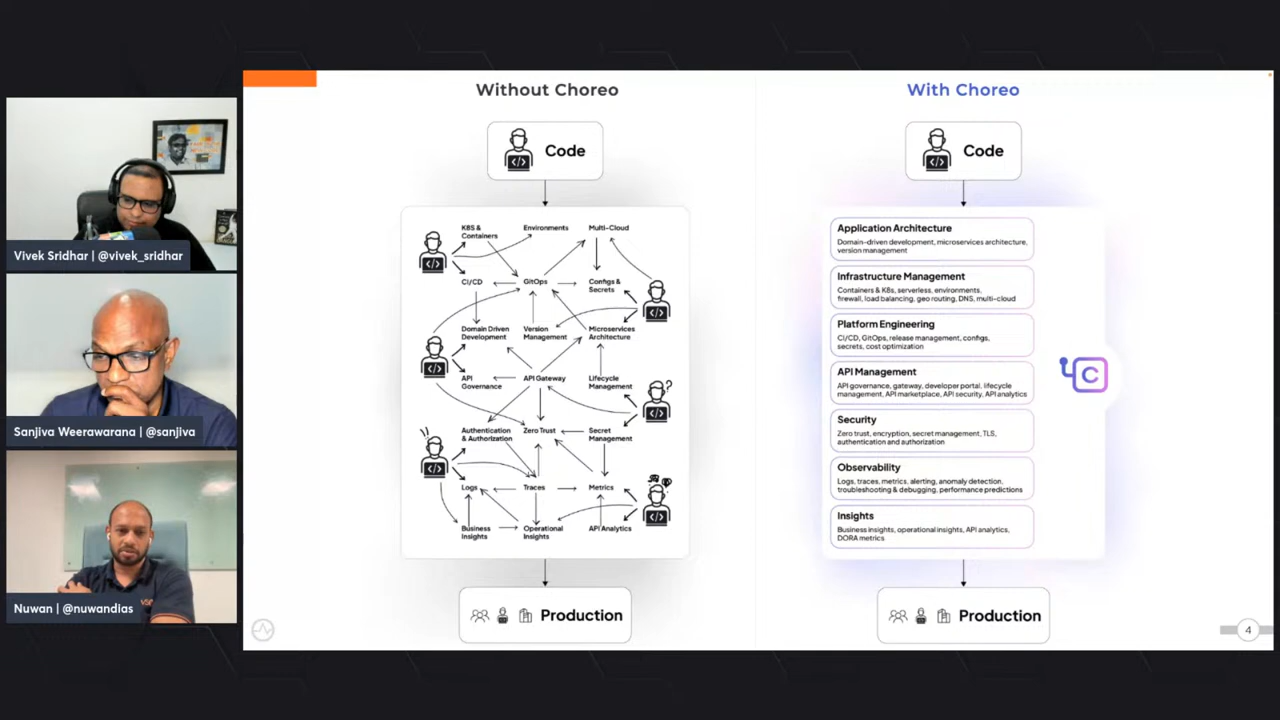 Vivek Sridhar | @vivek_sridhar
Sanjiva Weerawarana | @sanjiva
Nuwan | @nuwandias
Without Choreo
Code
K8S &
Containers
Environments
Multi-Cloud
CI/CD
GitOps
Configs &
Secrets
Domain Driven
Development
Version
Management
Microservices
Architecture
API
Governance
API Gateway
Lifecycle
Management
Authentication
& Authorization
Zero Trust
Secret
Management
Logs
Traces
Metrics
Business
Insights
Operational
Insights
API Analytics
Production
With Choreo
Code
Application Architecture
Domain-driven development, microservices architecture,
version management
Infrastructure Management
Containers & K8s, serverless, environments,
firewall, load balancing, geo routing, DNS, multi-cloud
Platform Engineering
CI/CD, GitOps, release management, configs,
secrets, cost optimization
API Management
API governance, gateway, developer portal, lifecycle
management, API marketplace, API security, API analytics
Security
Zero trust, encryption, secret management, TLS,
authentication and authorization
Observability
Logs, traces, metrics, alerting, anomaly detection,
troubleshooting & debugging, performance predictions
Insights
Business insights, operational insights, API analytics,
DORA metrics
C
Production
4